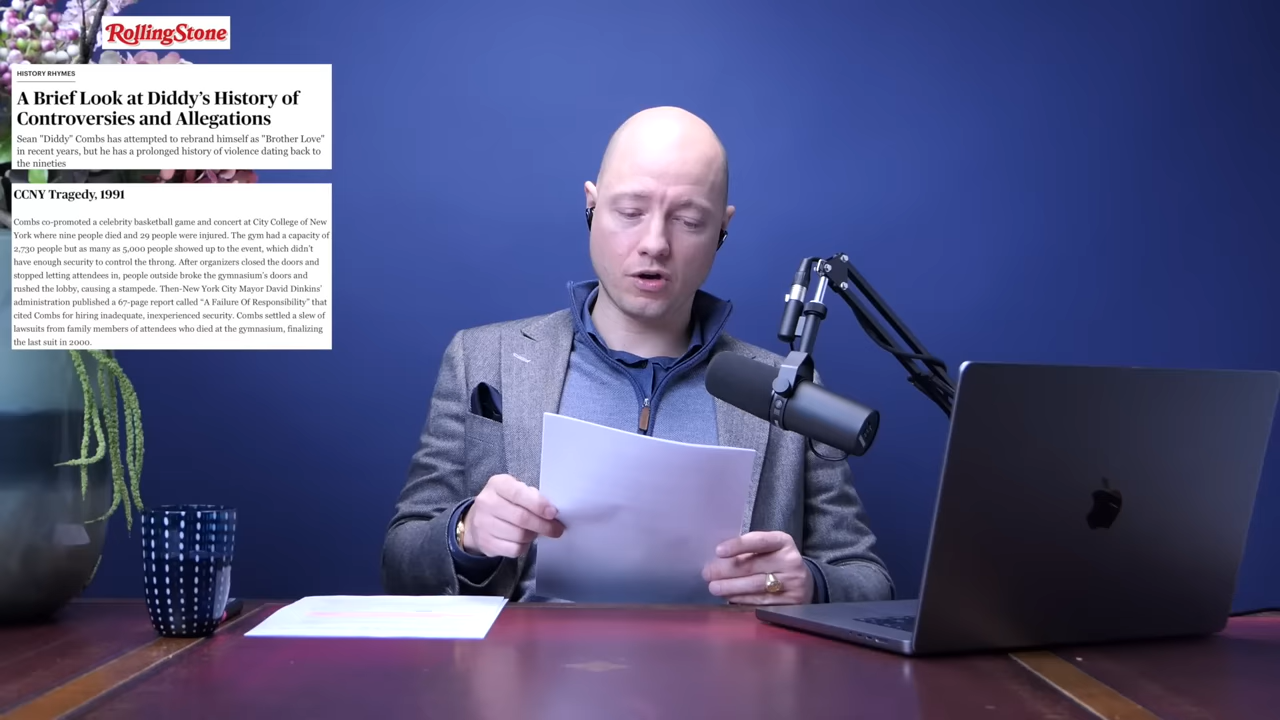 RollingStone
HISTORY RHYMES
A Brief Look at Diddy's History of
Controversies and Allegations
Sean "Diddy" Combs has attempted to rebrand himself as "Brother Love"
in recent years, but he has a prolonged history of violence dating back to
the nineties
CCNY Tragedy, 1991
Combs co-promoted a celebrity basketball game and concert at City College of New
York where nine people died and 29 people were injured. The gym had a capacity of
2,730 people but as many as 5,000 people showed up to the event, which didn't
have enough security to control the throng. After organizers closed the doors and
stopped letting attendees in, people outside broke the gymnasium's doors and
rushed the lobby, causing a stampede. Then-New York City Mayor David Dinkins'
administration published a 67-page report called “A Failure Of Responsibility” that
cited Combs for hiring inadequate, inexperienced security. Combs settled a slew of
lawsuits from family members of attendees who died at the gymnasium, finalizing
the last suit in 2000.